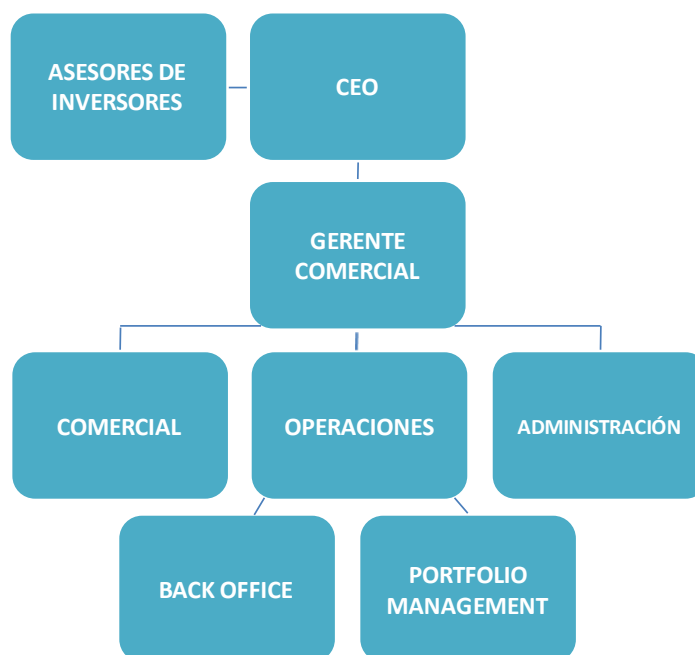 ASESORES DE
INVERSORES
CEO
GERENTE
COMERCIAL
COMERCIAL
OPERACIONES
ADMINISTRACIÓN
BACK OFFICE
PORTFOLIO
MANAGEMENT